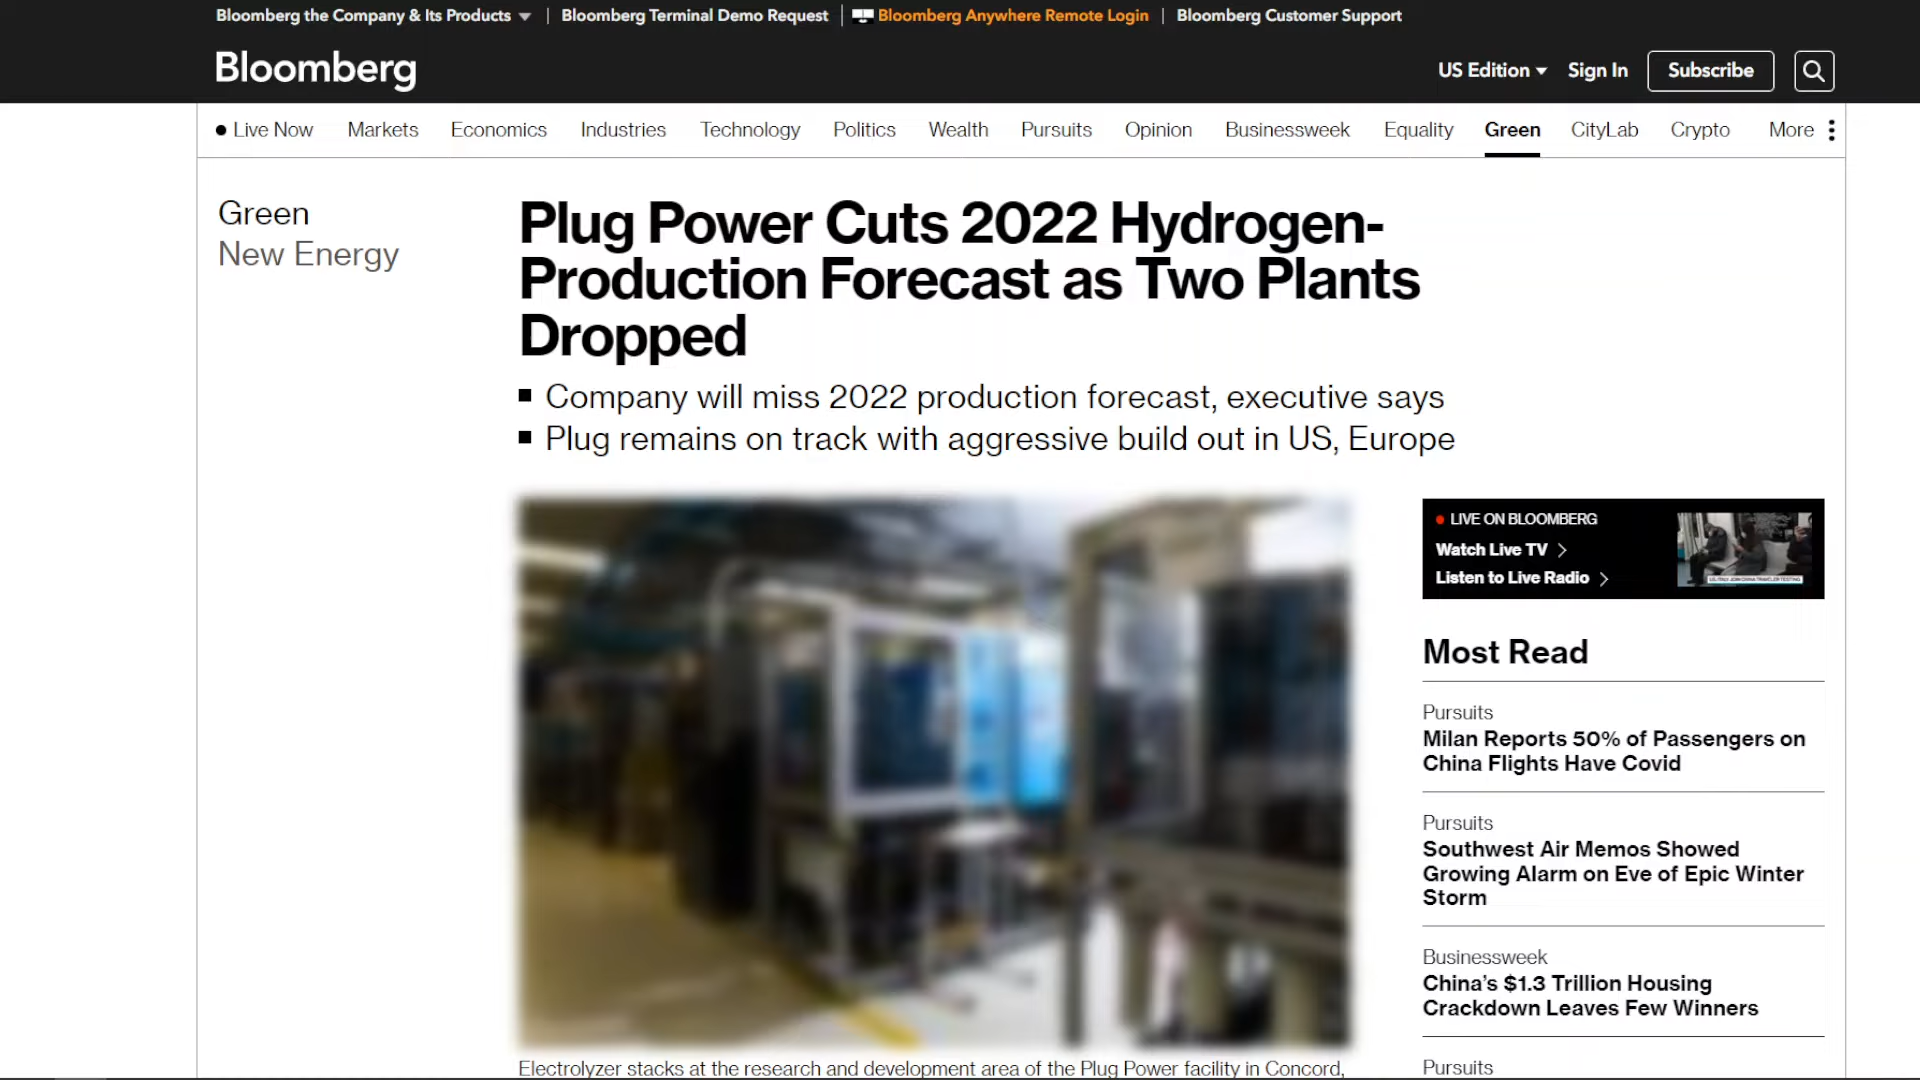 Bloomberg the Company & Its Products
Bloomberg Terminal Demo Request
Bloomberg Anywhere Remote Login
Bloomberg Customer Support
Bloomberg
US Edition
Sign In
Subscribe
Live Now
Markets
Economics
Industries
Technology
Politics
Wealth
Pursuits
Opinion
Businessweek
Equality
Green
CityLab
Crypto
More
Green
New Energy
Plug Power Cuts 2022 Hydrogen-
Production Forecast as Two Plants
Dropped
Company will miss 2022 production forecast, executive says
Plug remains on track with aggressive build out in US, Europe
Electrolyzer stacks at the research and development area of the Plug Power facility in Concord,
LIVE ON BLOOMBERG
Watch Live TV
Listen to Live Radio
Most Read
Pursuits
Milan Reports 50% of Passengers on
China Flights Have Covid
Pursuits
Southwest Air Memos Showed
Growing Alarm on Eve of Epic Winter
Storm
Businessweek
China's $1.3 Trillion Housing
Crackdown Leaves Few Winners
Pursuits